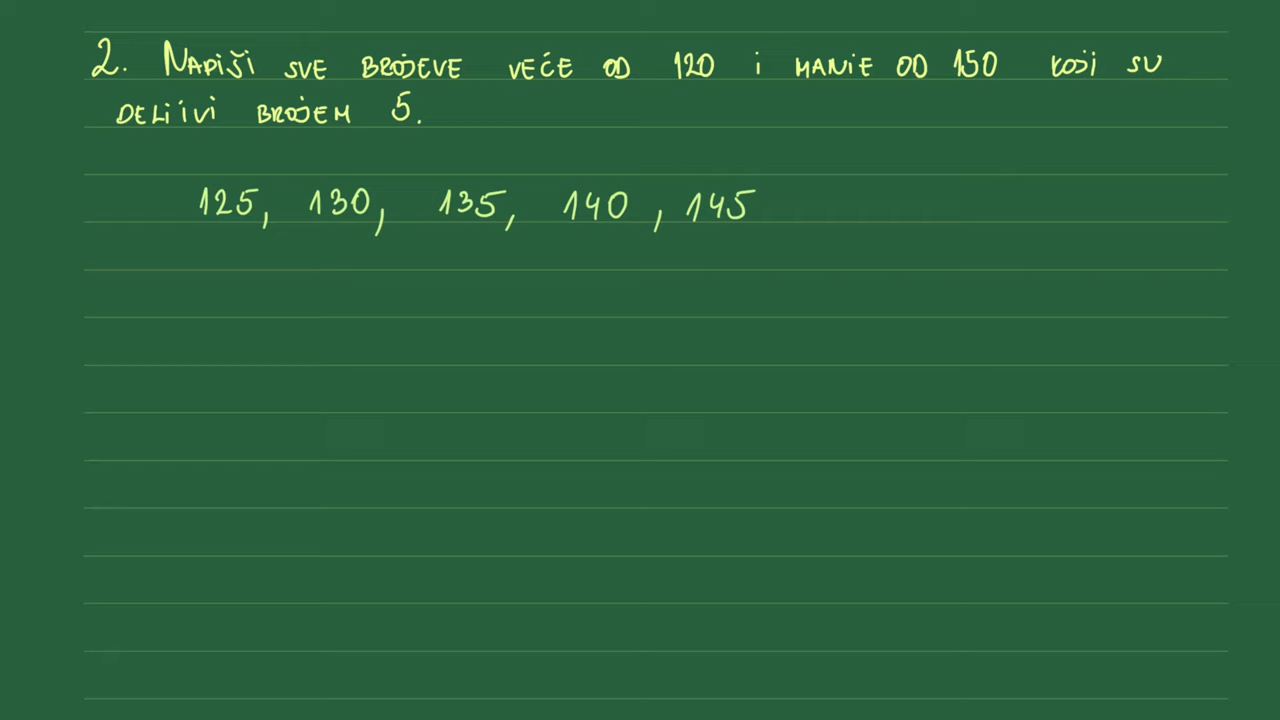 2. NAPIŠI SVE BROJEVE VEĆE OD 120 i MANJE OD 150 KOJI SU
DELJIVI BROJEM 5.
125, 130, 135, 140, 145